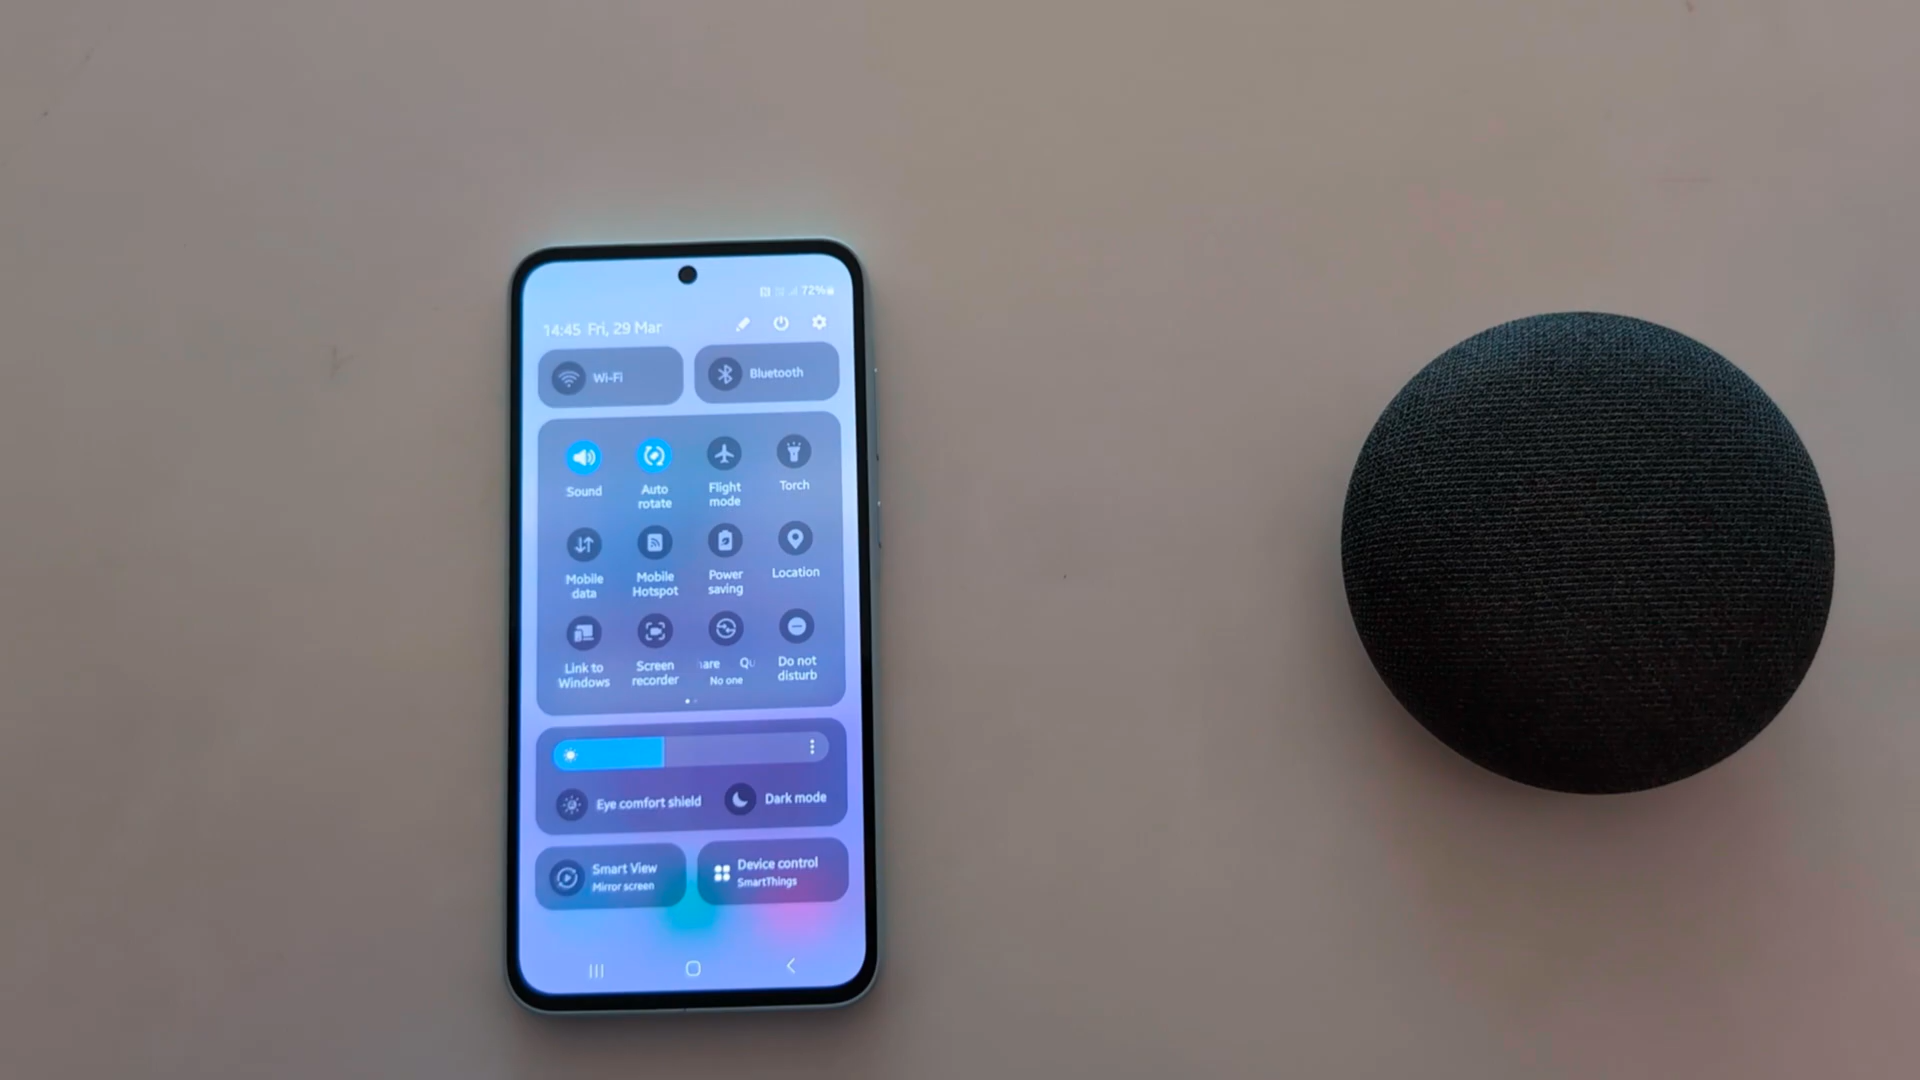 72%
14:45 Fri, 29 Mar
Wi-Fi
Bluetooth
Sound
Auto
rotate
Flight
mode
Torch
Mobile
data
Mobile
Hotspot
Power
saving
Location
Link to
Windows
Screen
recorder
are Qu
No one
Do not
disturb
Eye comfort shield
Dark mode
Smart View
Mirror screen
Device control
SmartThings